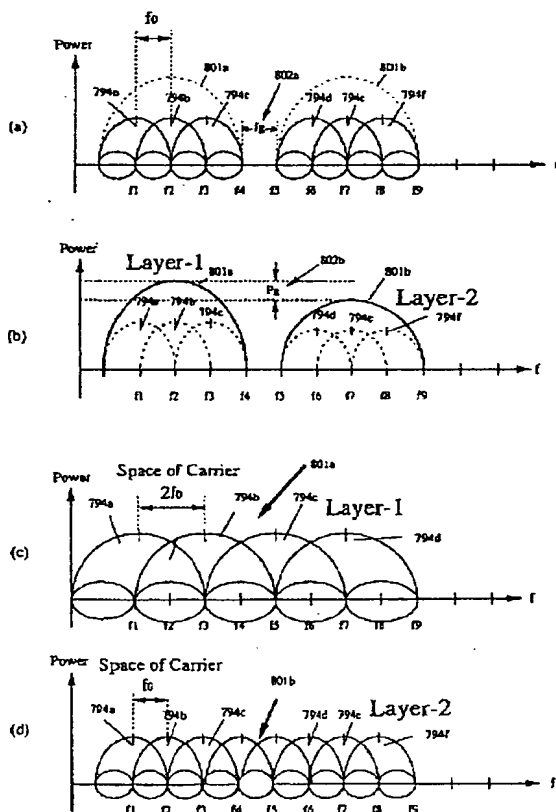 f0
Power
801a
802a
801b
794a
794b
794c
fg
794d
794e
794f
(a)
f1 f2 f3 f4 f5 f6 f7 f8 f9
Layer-1
Power
801a
802b
801b
Pg
Layer-2
794a 794b 794c
794d 794e 794f
(b)
f
f1 f2 f3 f4 f5 f6 f7 f8 f9
Space of Carrier
801a
Power
794a
2f0
794b
794c
Layer-1
794d
(c)
f
f1 f2 f3 f4 f5 f6 f7 f8 f9
Power
Space of Carrier
f0
801b
794a
794b
794c
794d
794e
Layer-2
794f
(d)
f
f1 f2 f3 f4 f5 f6 f7 f8